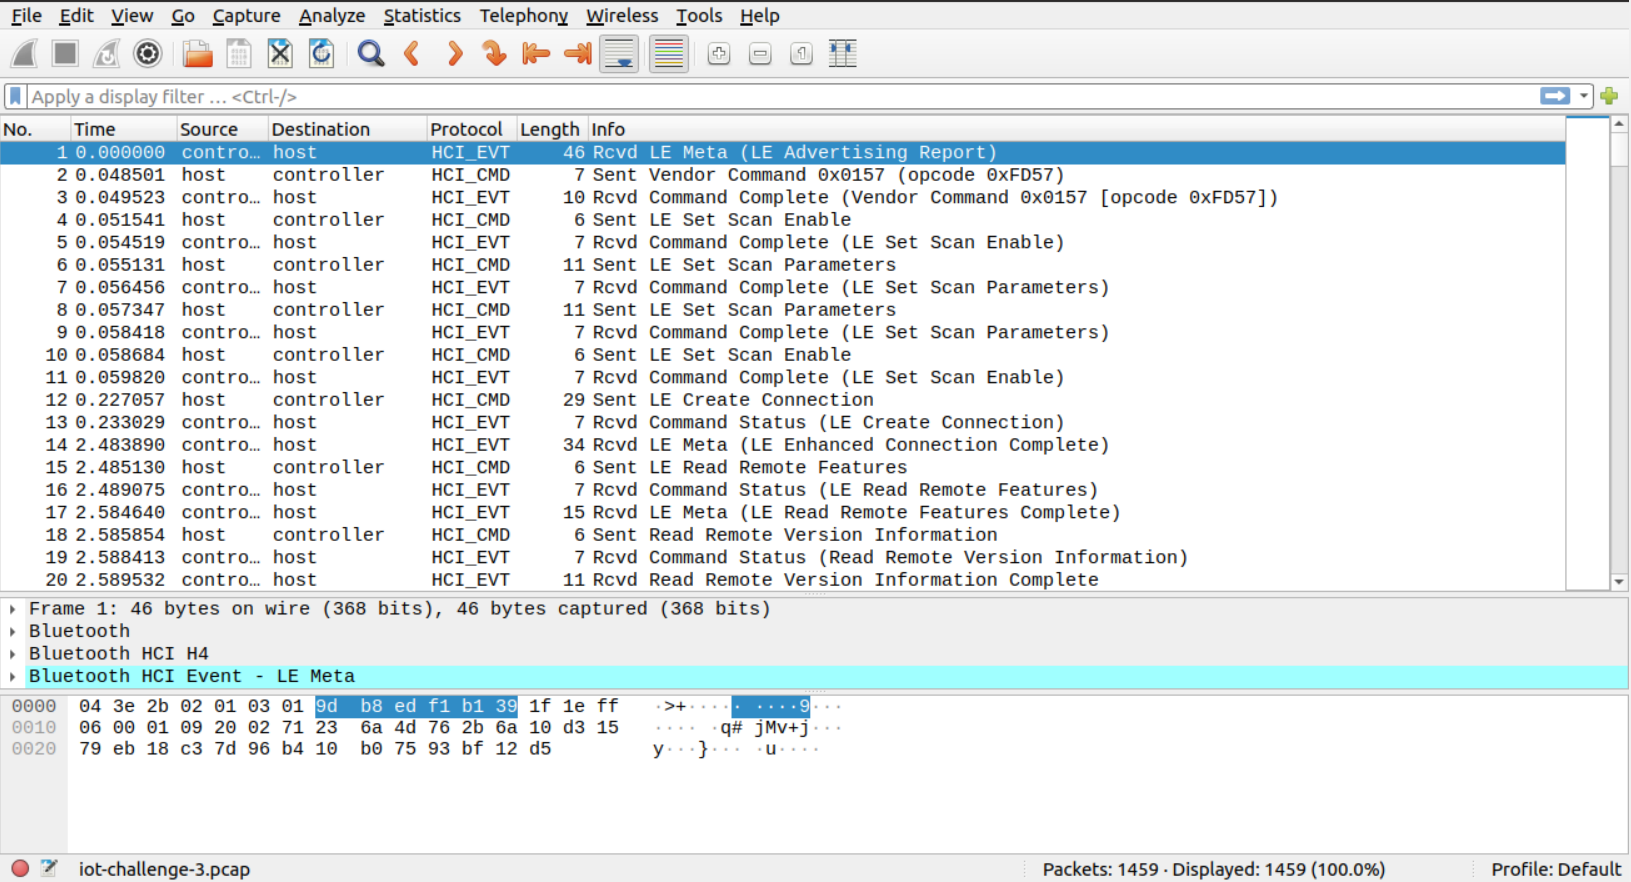 File Edit View Go Capture Analyze Statistics Telephony Wireless Tools Help
Apply a display filter … <Ctrl-/>
No. Time Source Destination Protocol Length Info
1 0.000000 contro… host HCI_EVT 46 Rcvd LE Meta (LE Advertising Report)
2 0.048501 host controller HCI_CMD 7 Sent Vendor Command 0x0157 (opcode 0xFD57)
3 0.049523 contro… host HCI_EVT 10 Rcvd Command Complete (Vendor Command 0x0157 [opcode 0xFD57])
4 0.051541 host controller HCI_CMD 6 Sent LE Set Scan Enable
5 0.054519 contro… host HCI_EVT 7 Rcvd Command Complete (LE Set Scan Enable)
6 0.055131 host controller HCI_CMD 11 Sent LE Set Scan Parameters
7 0.056456 contro… host HCI_EVT 7 Rcvd Command Complete (LE Set Scan Parameters)
8 0.057347 host controller HCI_CMD 11 Sent LE Set Scan Parameters
9 0.058418 contro… host HCI_EVT 7 Rcvd Command Complete (LE Set Scan Parameters)
10 0.058684 host controller HCI_CMD 6 Sent LE Set Scan Enable
11 0.059820 contro… host HCI_EVT 7 Rcvd Command Complete (LE Set Scan Enable)
12 0.227057 host controller HCI_CMD 29 Sent LE Create Connection
13 0.233029 contro… host HCI_EVT 7 Rcvd Command Status (LE Create Connection)
14 2.483890 contro… host HCI_EVT 34 Rcvd LE Meta (LE Enhanced Connection Complete)
15 2.485130 host controller HCI_CMD 6 Sent LE Read Remote Features
16 2.489075 contro… host HCI_EVT 7 Rcvd Command Status (LE Read Remote Features)
17 2.584640 contro… host HCI_EVT 15 Rcvd LE Meta (LE Read Remote Features Complete)
18 2.585854 host controller HCI_CMD 6 Sent Read Remote Version Information
19 2.588413 contro… host HCI_EVT 7 Rcvd Command Status (Read Remote Version Information)
20 2.589532 contro… host HCI_EVT 11 Rcvd Read Remote Version Information Complete
Frame 1: 46 bytes on wire (368 bits), 46 bytes captured (368 bits)
Bluetooth
Bluetooth HCI H4
Bluetooth HCI Event - LE Meta
0000 04 3e 2b 02 01 03 01 9d b8 ed f1 b1 39 1f 1e ff ·>+····· ····9···
0010 06 00 01 09 20 02 71 23 6a 4d 76 2b 6a 10 d3 15 ···· ·q# jMv+j···
0020 79 eb 18 c3 7d 96 b4 10 b0 75 93 bf 12 d5 y···}··· ·u····
iot-challenge-3.pcap Packets: 1459 · Displayed: 1459 (100.0%) Profile: Default